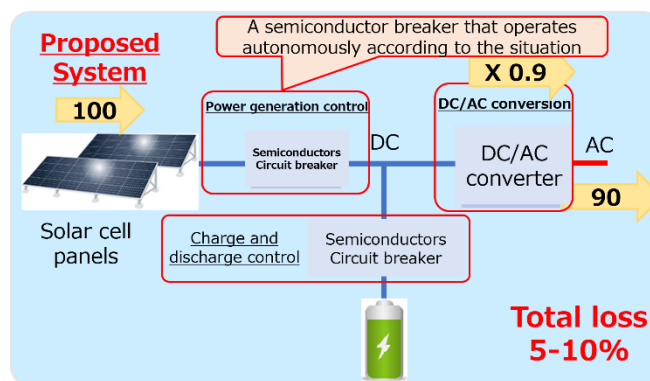 Proposed
System
A semiconductor breaker that operates
autonomously according to the situation
X 0.9
100
Power generation control
DC/AC conversion
Semiconductors
Circuit breaker
DC
DC/AC
converter
AC
90
Solar cell
panels
Charge and
discharge control
Semiconductors
Circuit breaker
Total loss
5-10%